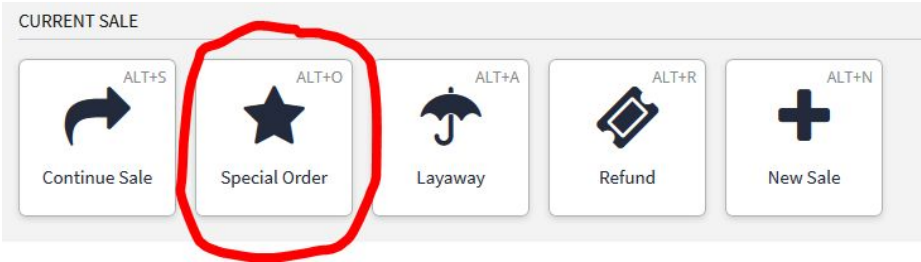 CURRENT SALE
ALT+S ALT+O ALT+A ALT+R ALT+N
Continue Sale Special Order Layaway Refund New Sale